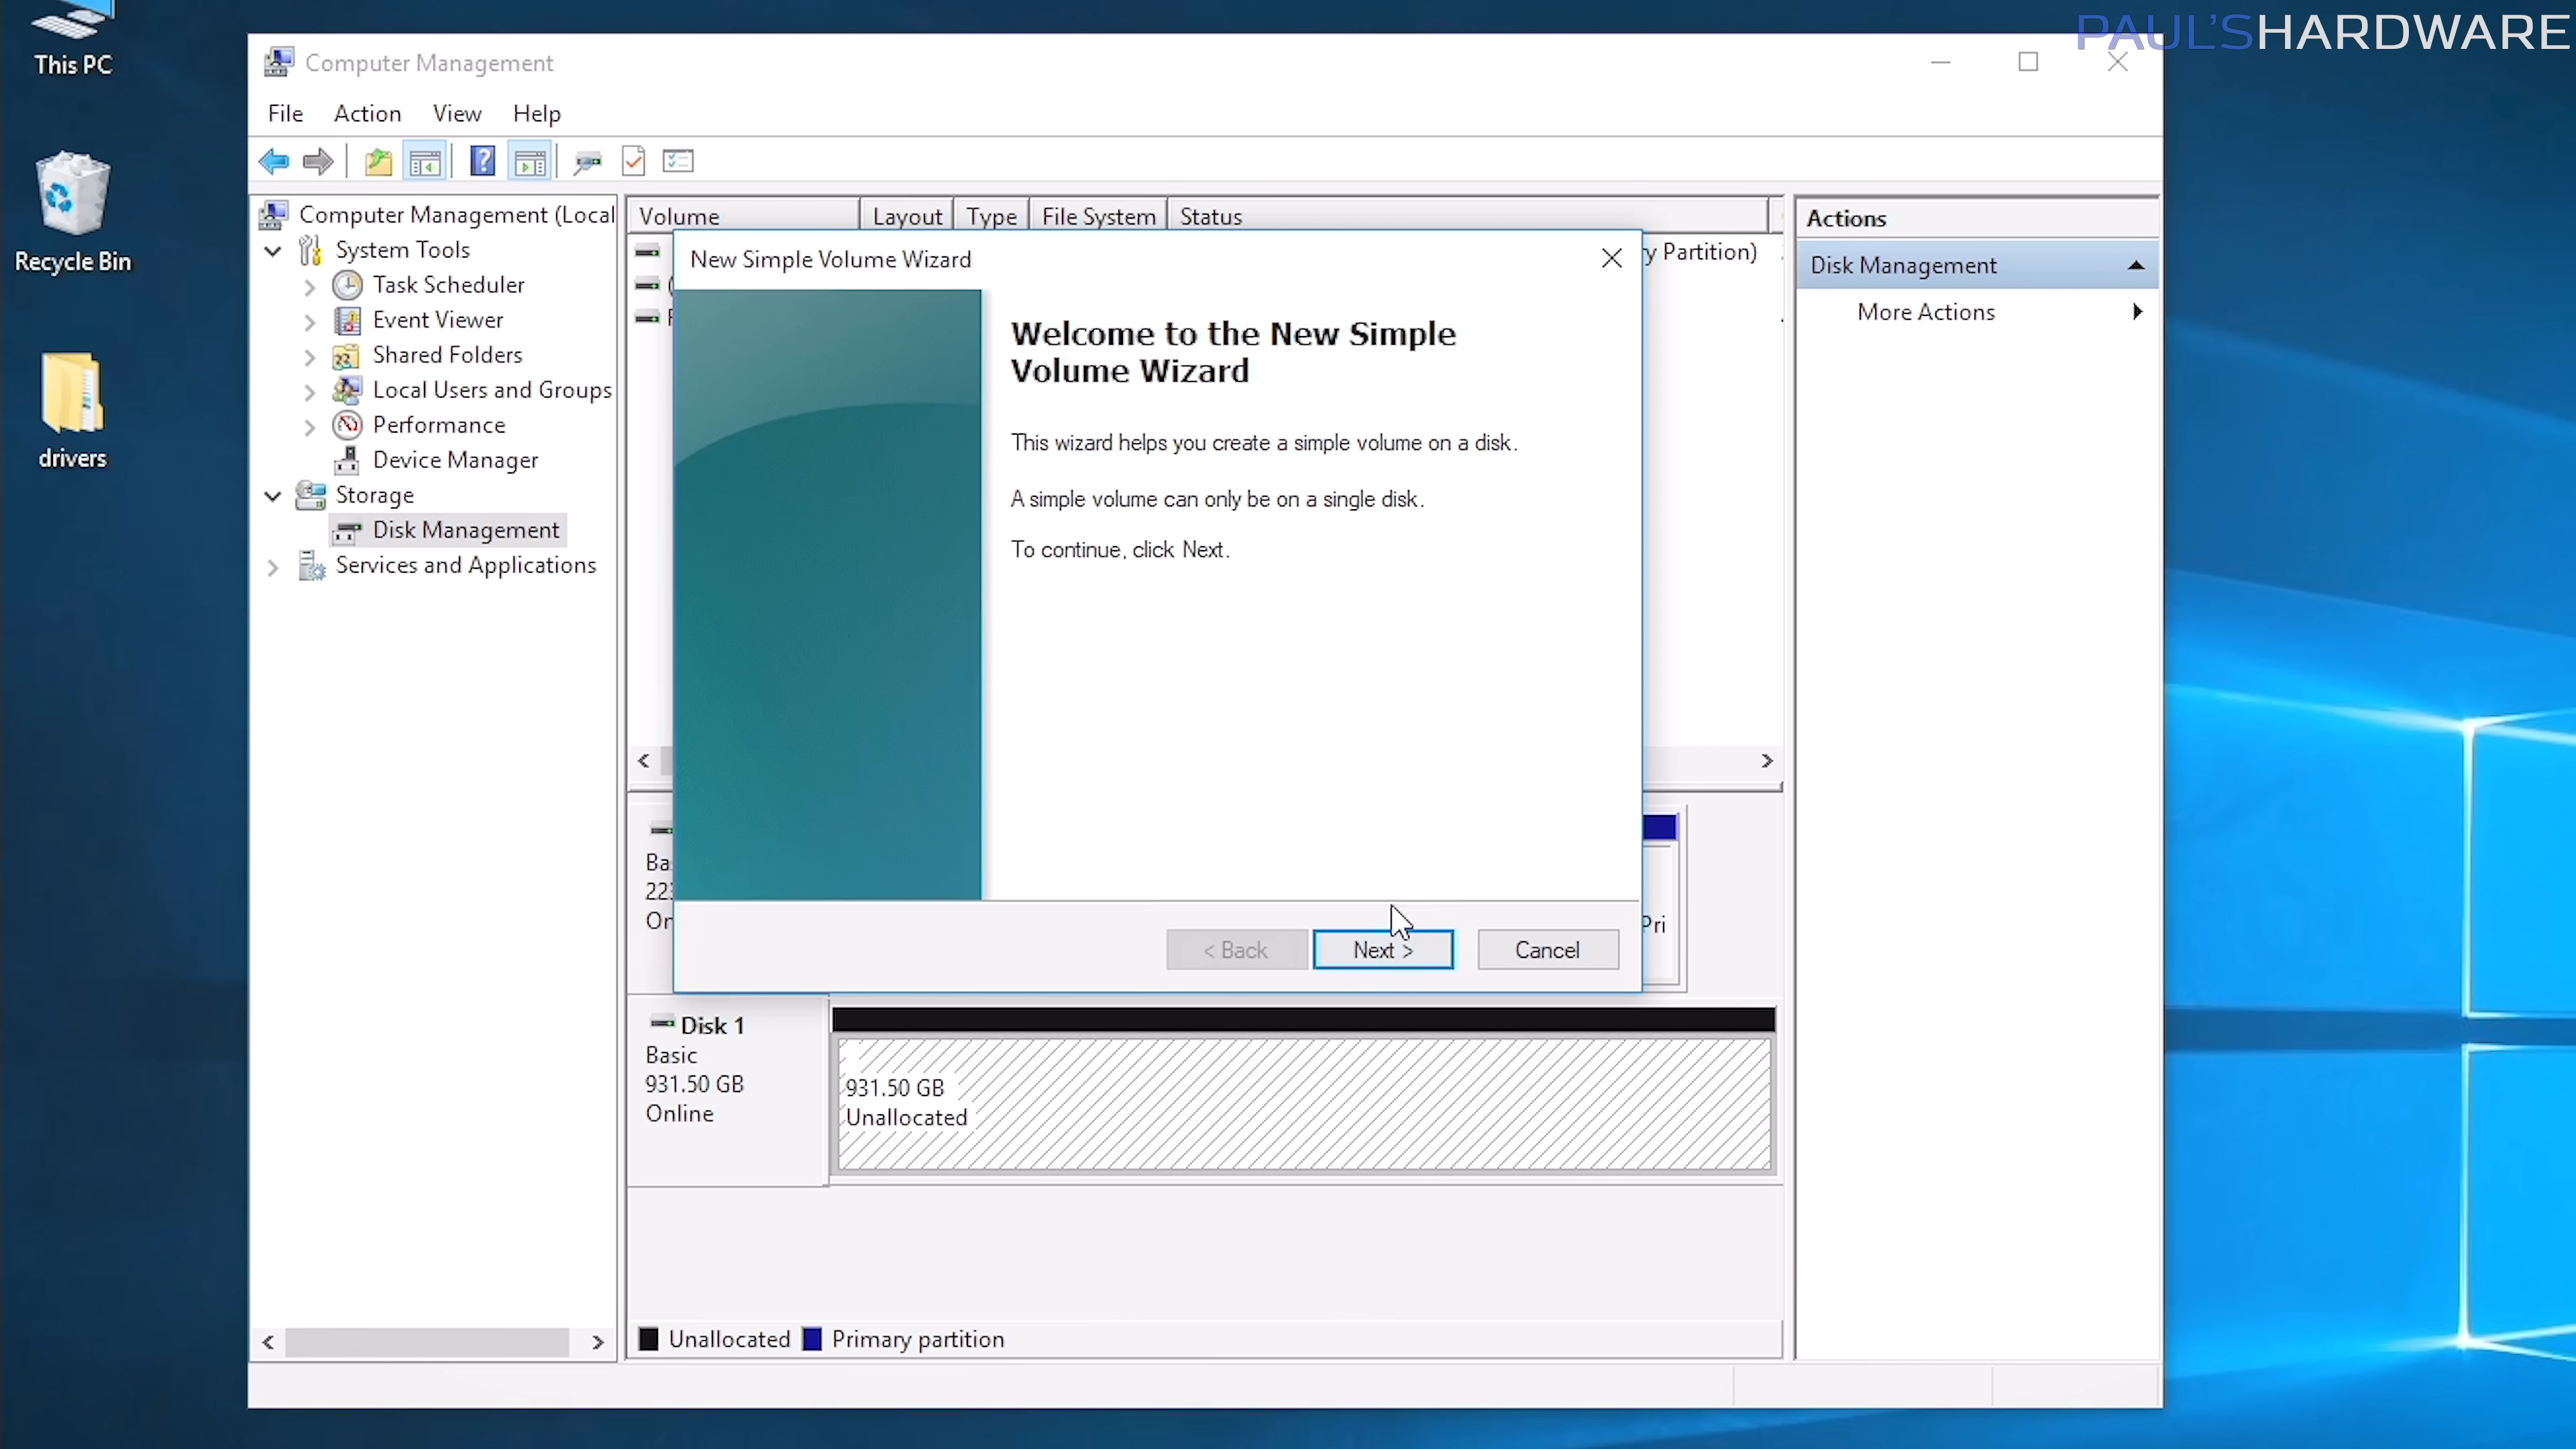 PAUL'SHARDWARE
This PC
Recycle Bin
drivers
Computer Management
File Action View Help
Computer Management (Local
System Tools
Task Scheduler
Event Viewer
Shared Folders
Local Users and Groups
Performance
Device Manager
Storage
Disk Management
Services and Applications
Volume Layout Type File System Status
y Partition)
New Simple Volume Wizard
Welcome to the New Simple
Volume Wizard
This wizard helps you create a simple volume on a disk.
A simple volume can only be on a single disk.
To continue, click Next.
< Back Next > Cancel
Pri
Disk 1
Basic
931.50 GB
Online
931.50 GB
Unallocated
Unallocated Primary partition
Actions
Disk Management
More Actions